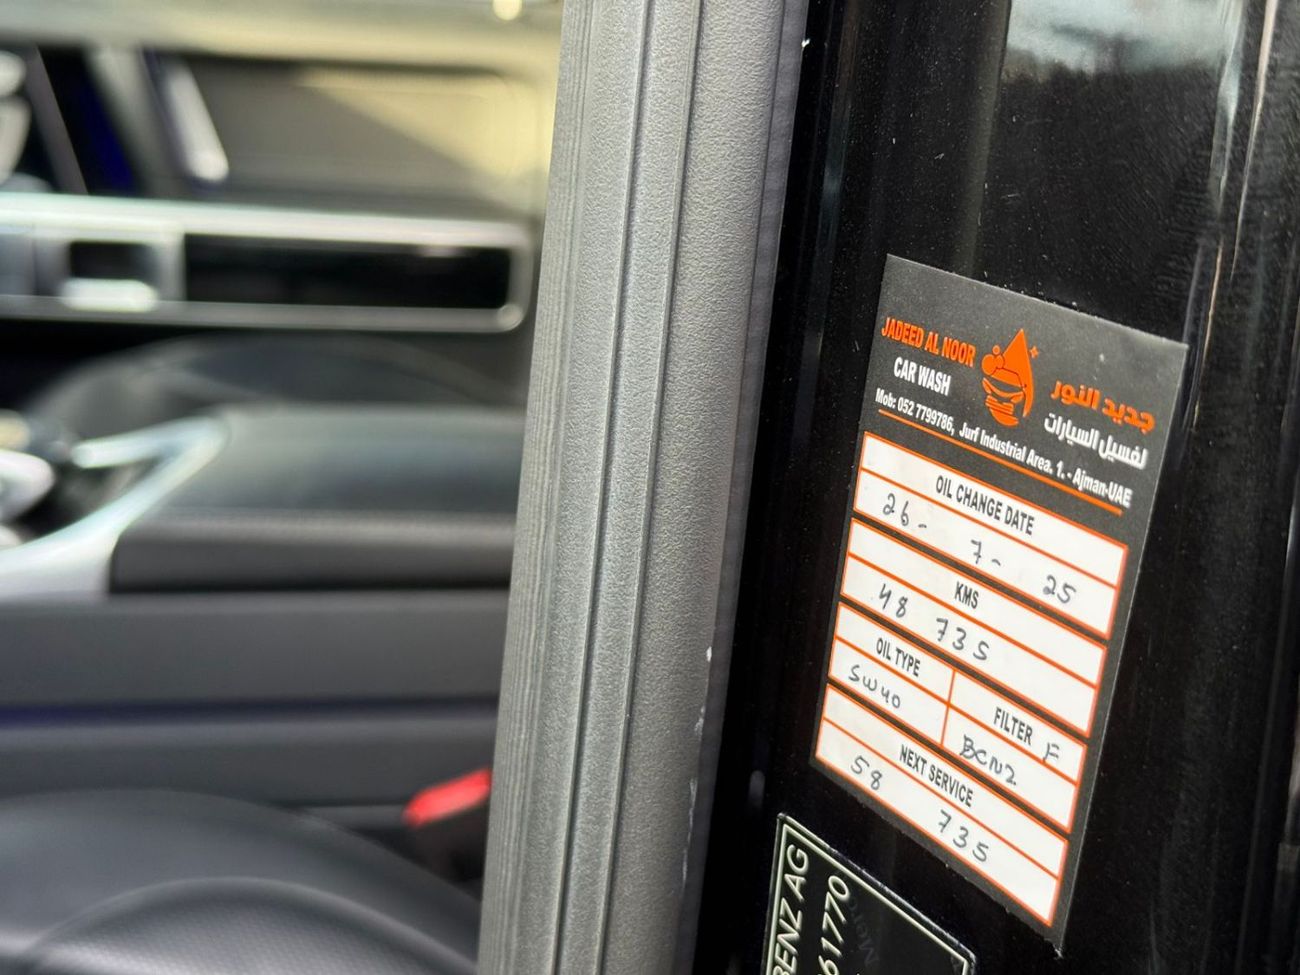 JADEED AL NOOR
CAR WASH
جديد النور
لغسيل السيارات
Mob: 052 7799786, Jurf Industrial Area. 1. - Ajman-UAE
OIL CHANGE DATE
26- 7- 25
KMS
48 735
OIL TYPE
5W40
FILTER F
NEXT SERVICE
58 735
BENZ AG
61770